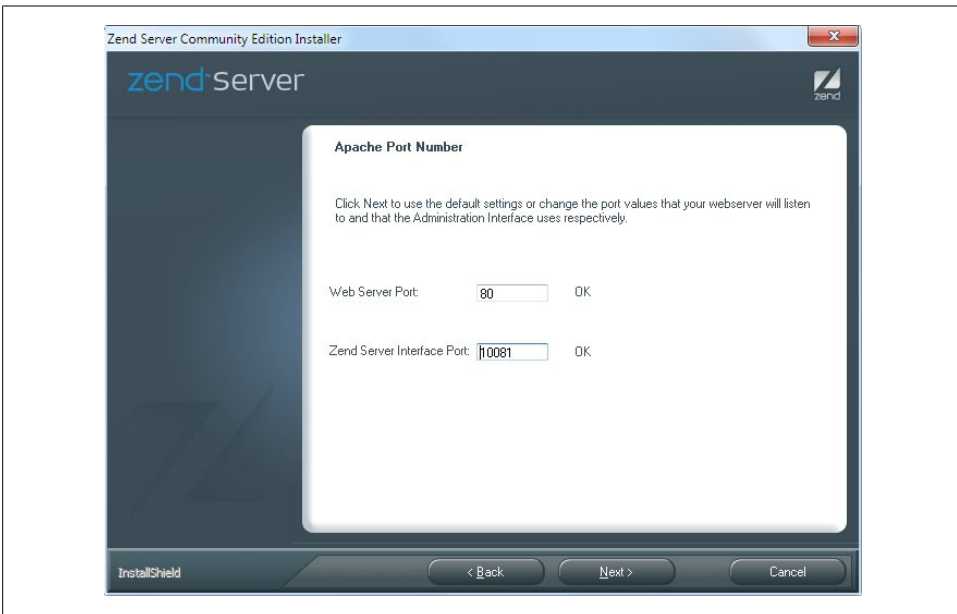 Zend Server Community Edition Installer
zend server
zend
Apache Port Number
Click Next to use the default settings or change the port values that your webserver will listen
to and that the Administration Interface uses respectively.
Web Server Port: 80 OK
Zend Server Interface Port: 10081 OK
InstallShield
< Back
Next >
Cancel